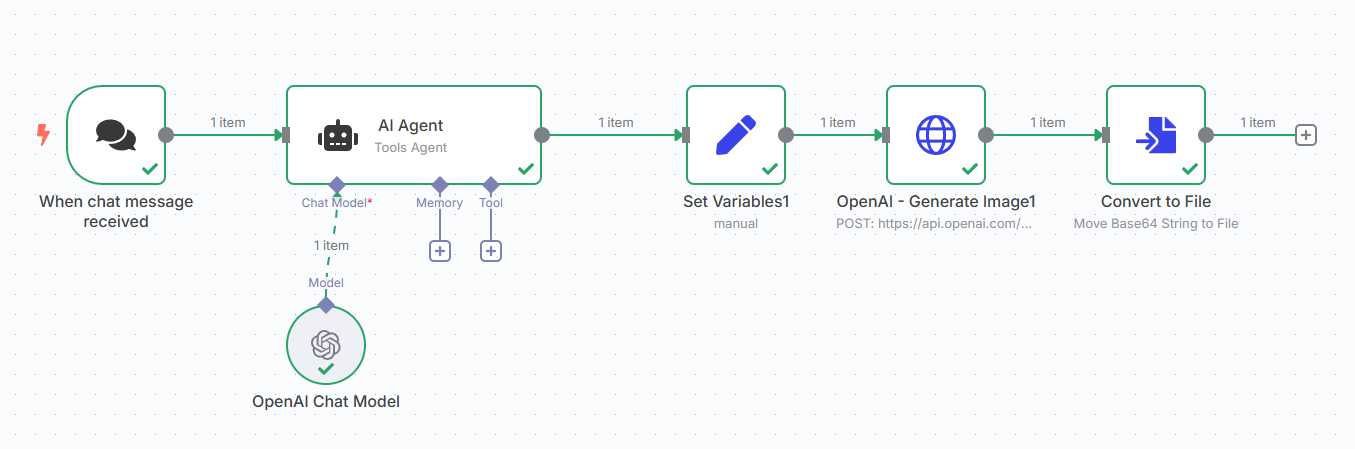 1 item
1 item
1 item
1 item
1 item
AI Agent
Tools Agent
When chat message
received
Chat Model*
Memory
Tool
Set Variables1
manual
OpenAI - Generate Image1
POST: https://api.openai.com/...
Convert to File
Move Base64 String to File
1 item
Model
OpenAI Chat Model